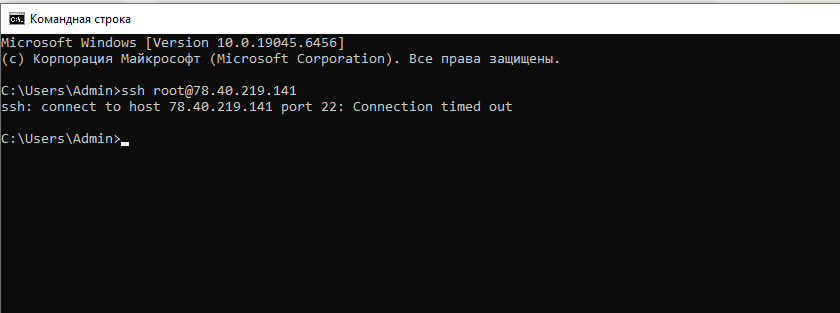 Командная строка
Microsoft Windows [Version 10.0.19045.6456]
(c) Корпорация Майкрософт (Microsoft Corporation). Все права защищены.
C:\Users\Admin>ssh root@78.40.219.141
ssh: connect to host 78.40.219.141 port 22: Connection timed out
C:\Users\Admin>